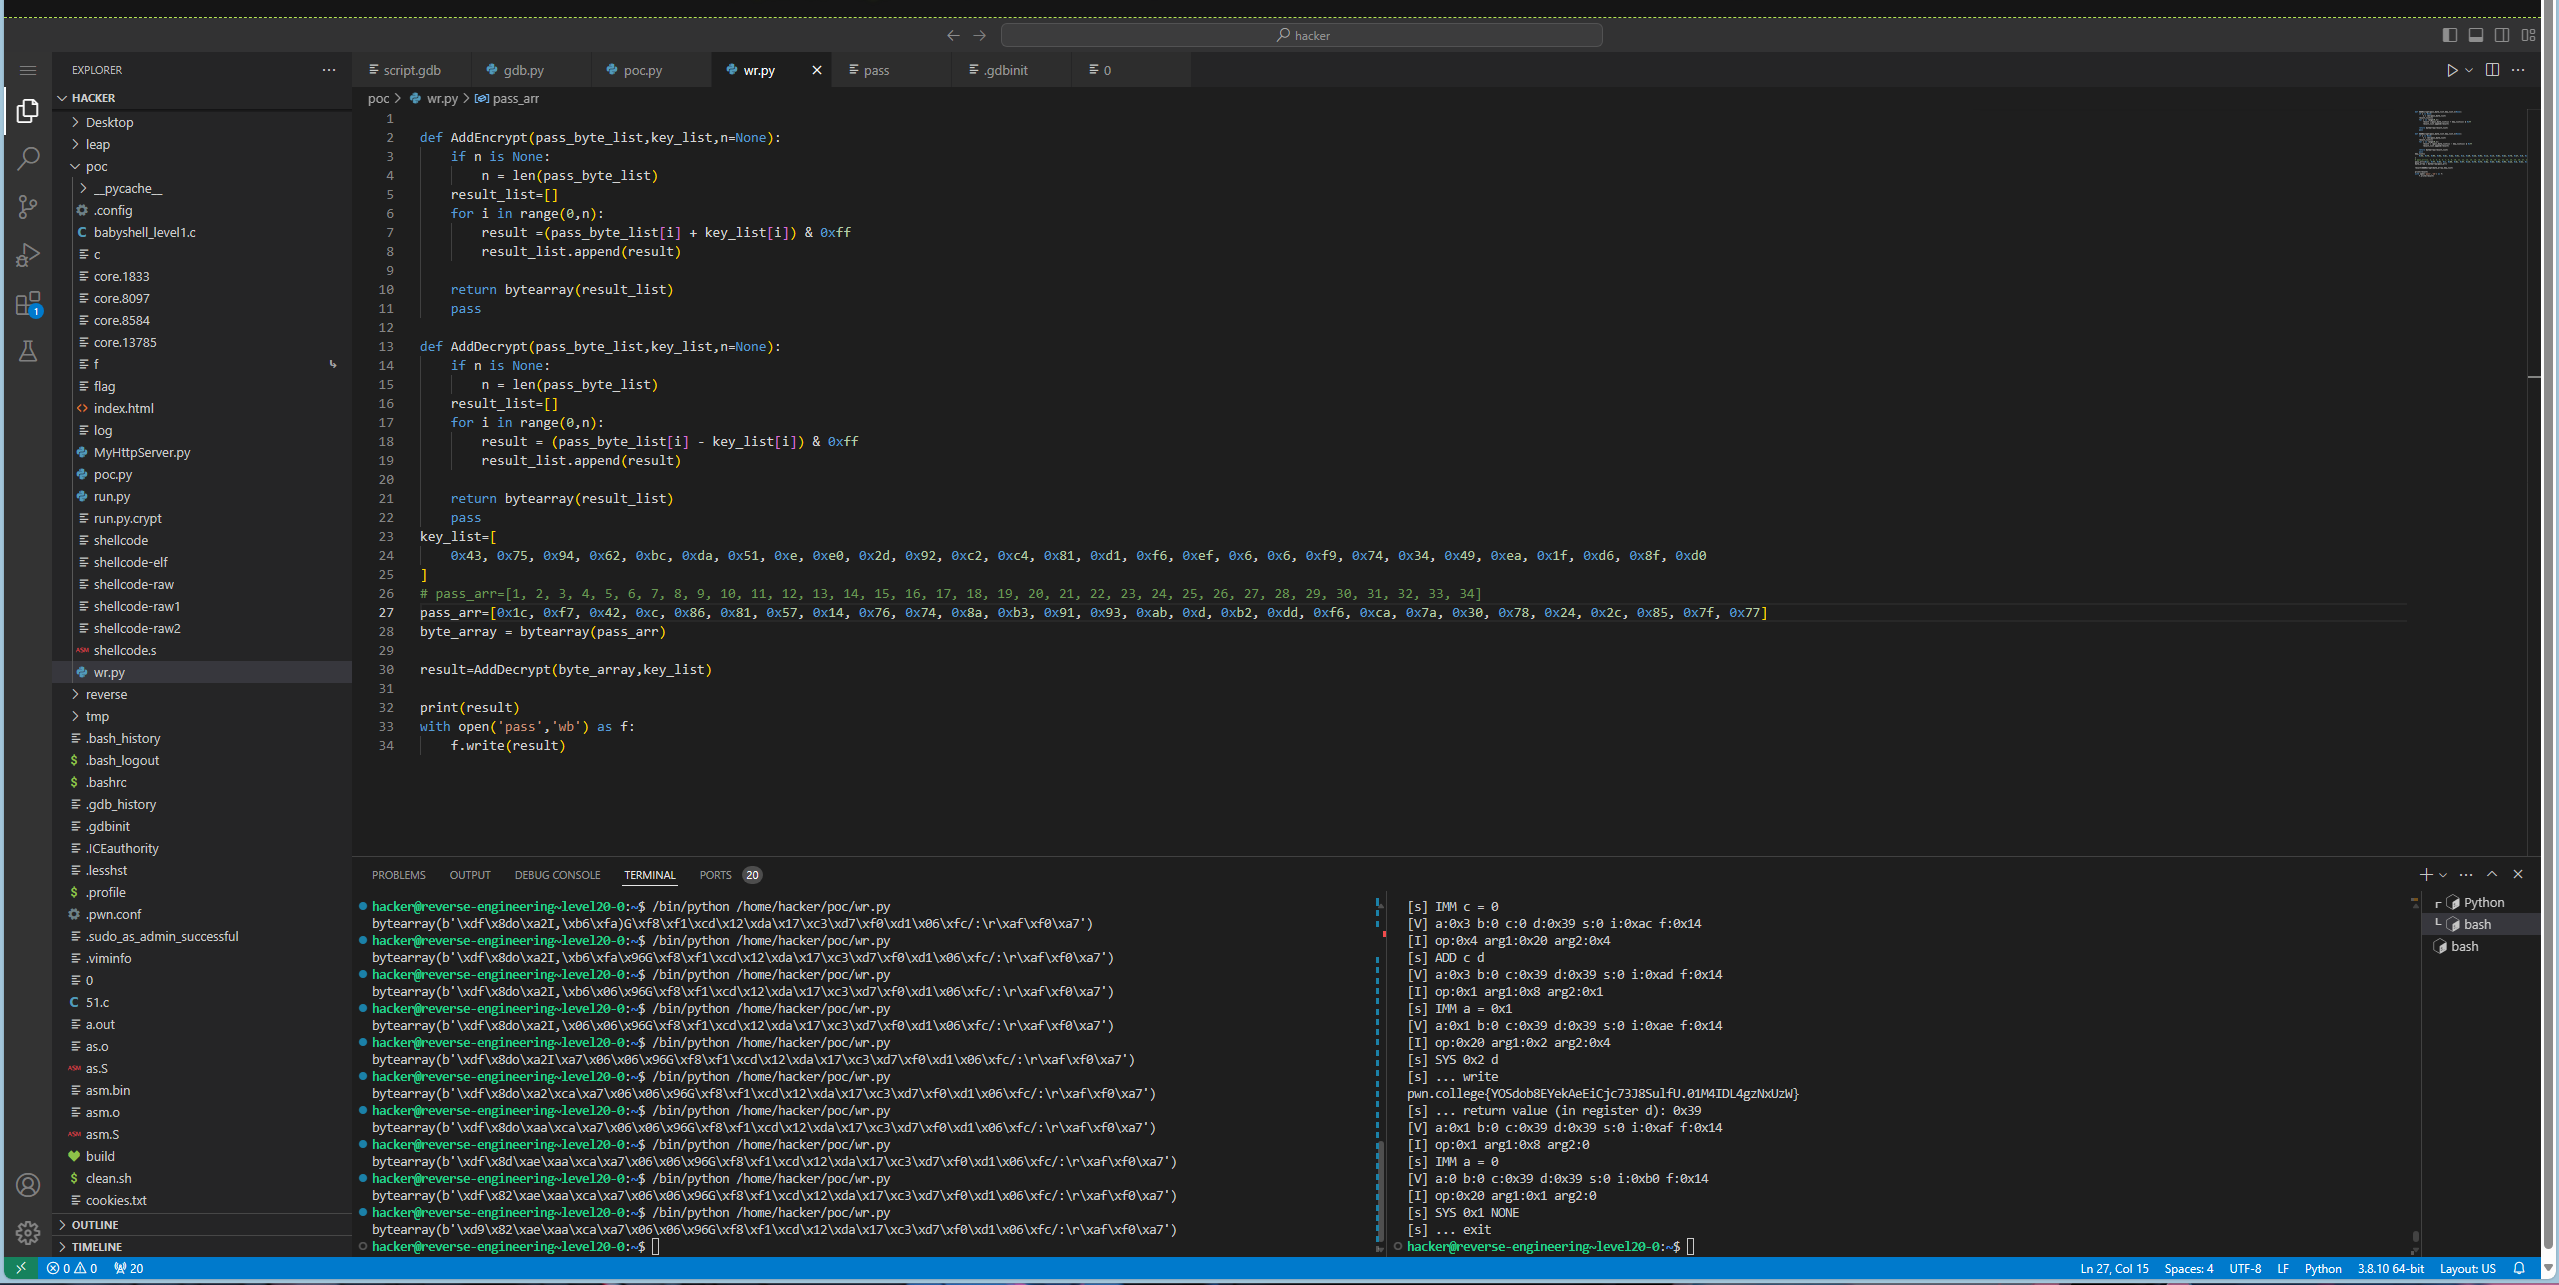 hacker
EXPLORER
HACKER
Desktop
leap
poc
__pycache__
.config
babyshell_level1.c
c
core.1833
core.8097
core.8584
core.13785
f
flag
index.html
log
MyHttpServer.py
poc.py
run.py
run.py.crypt
shellcode
shellcode-elf
shellcode-raw
shellcode-raw1
shellcode-raw2
shellcode.s
wr.py
reverse
tmp
.bash_history
.bash_logout
.bashrc
.gdb_history
.gdbinit
.ICEauthority
.lesshst
.profile
.pwn.conf
.sudo_as_admin_successful
.viminfo
0
51.c
a.out
as.o
as.S
asm.bin
asm.o
asm.S
build
clean.sh
cookies.txt
OUTLINE
TIMELINE
script.gdb gdb.py poc.py wr.py pass .gdbinit 0
poc > wr.py > pass_arr
1
2 def AddEncrypt(pass_byte_list,key_list,n=None):
3 if n is None:
4 n = len(pass_byte_list)
5 result_list=[]
6 for i in range(0,n):
7 result =(pass_byte_list[i] + key_list[i]) & 0xff
8 result_list.append(result)
9
10 return bytearray(result_list)
11 pass
12
13 def AddDecrypt(pass_byte_list,key_list,n=None):
14 if n is None:
15 n = len(pass_byte_list)
16 result_list=[]
17 for i in range(0,n):
18 result = (pass_byte_list[i] - key_list[i]) & 0xff
19 result_list.append(result)
20
21 return bytearray(result_list)
22 pass
23 key_list=[
24 0x43, 0x75, 0x94, 0x62, 0xbc, 0xda, 0x51, 0xe, 0xe0, 0x2d, 0x92, 0xc2, 0xc4, 0x81, 0xd1, 0xf6, 0xef, 0x6, 0x6, 0xf9, 0x74, 0x34, 0x49, 0xea, 0x1f, 0xd6, 0x8f, 0xd0
25 ]
26 # pass_arr=[1, 2, 3, 4, 5, 6, 7, 8, 9, 10, 11, 12, 13, 14, 15, 16, 17, 18, 19, 20, 21, 22, 23, 24, 25, 26, 27, 28, 29, 30, 31, 32, 33, 34]
27 pass_arr=[0x1c, 0xf7, 0x42, 0xc, 0x86, 0x81, 0x57, 0x14, 0x76, 0x74, 0x8a, 0xb3, 0x91, 0x93, 0xab, 0xd, 0xb2, 0xdd, 0xf6, 0xca, 0x7a, 0x30, 0x78, 0x24, 0x2c, 0x85, 0x7f, 0x77]
28 byte_array = bytearray(pass_arr)
29
30 result=AddDecrypt(byte_array,key_list)
31
32 print(result)
33 with open('pass','wb') as f:
34 f.write(result)
PROBLEMS OUTPUT DEBUG CONSOLE TERMINAL PORTS 20
hacker@reverse-engineering~level20-0:~$ /bin/python /home/hacker/poc/wr.py
bytearray(b'\xdf\x8do\xa2I,\xb6\xfa)G\xf8\xf1\xcd\x12\xda\x17\xc3\xd7\xf0\xd1\x06\xfc/:\r\xaf\xf0\xa7')
hacker@reverse-engineering~level20-0:~$ /bin/python /home/hacker/poc/wr.py
bytearray(b'\xdf\x8do\xa2I,\xb6\xfa\x96G\xf8\xf1\xcd\x12\xda\x17\xc3\xd7\xf0\xd1\x06\xfc/:\r\xaf\xf0\xa7')
hacker@reverse-engineering~level20-0:~$ /bin/python /home/hacker/poc/wr.py
bytearray(b'\xdf\x8do\xa2I,\xb6\x06\x96G\xf8\xf1\xcd\x12\xda\x17\xc3\xd7\xf0\xd1\x06\xfc/:\r\xaf\xf0\xa7')
hacker@reverse-engineering~level20-0:~$ /bin/python /home/hacker/poc/wr.py
bytearray(b'\xdf\x8do\xa2I,\x06\x06\x96G\xf8\xf1\xcd\x12\xda\x17\xc3\xd7\xf0\xd1\x06\xfc/:\r\xaf\xf0\xa7')
hacker@reverse-engineering~level20-0:~$ /bin/python /home/hacker/poc/wr.py
bytearray(b'\xdf\x8do\xa2I\xa7\x06\x06\x96G\xf8\xf1\xcd\x12\xda\x17\xc3\xd7\xf0\xd1\x06\xfc/:\r\xaf\xf0\xa7')
hacker@reverse-engineering~level20-0:~$ /bin/python /home/hacker/poc/wr.py
bytearray(b'\xdf\x8do\xa2\xca\xa7\x06\x06\x96G\xf8\xf1\xcd\x12\xda\x17\xc3\xd7\xf0\xd1\x06\xfc/:\r\xaf\xf0\xa7')
hacker@reverse-engineering~level20-0:~$ /bin/python /home/hacker/poc/wr.py
bytearray(b'\xdf\x8do\xaa\xca\xa7\x06\x06\x96G\xf8\xf1\xcd\x12\xda\x17\xc3\xd7\xf0\xd1\x06\xfc/:\r\xaf\xf0\xa7')
hacker@reverse-engineering~level20-0:~$ /bin/python /home/hacker/poc/wr.py
bytearray(b'\xdf\x8d\xae\xaa\xca\xa7\x06\x06\x96G\xf8\xf1\xcd\x12\xda\x17\xc3\xd7\xf0\xd1\x06\xfc/:\r\xaf\xf0\xa7')
hacker@reverse-engineering~level20-0:~$ /bin/python /home/hacker/poc/wr.py
bytearray(b'\xdf\x82\xae\xaa\xca\xa7\x06\x06\x96G\xf8\xf1\xcd\x12\xda\x17\xc3\xd7\xf0\xd1\x06\xfc/:\r\xaf\xf0\xa7')
hacker@reverse-engineering~level20-0:~$ /bin/python /home/hacker/poc/wr.py
bytearray(b'\xd9\x82\xae\xaa\xca\xa7\x06\x06\x96G\xf8\xf1\xcd\x12\xda\x17\xc3\xd7\xf0\xd1\x06\xfc/:\r\xaf\xf0\xa7')
hacker@reverse-engineering~level20-0:~$
[s] IMM c = 0
[V] a:0x3 b:0 c:0 d:0x39 s:0 i:0xac f:0x14
[I] op:0x4 arg1:0x20 arg2:0x4
[s] ADD c d
[V] a:0x3 b:0 c:0x39 d:0x39 s:0 i:0xad f:0x14
[I] op:0x1 arg1:0x8 arg2:0x1
[s] IMM a = 0x1
[V] a:0x1 b:0 c:0x39 d:0x39 s:0 i:0xae f:0x14
[I] op:0x20 arg1:0x2 arg2:0x4
[s] SYS 0x2 d
[s] ... write
pwn.college{YOSdob8EYekAeEiCjc73J8SulfU.01M4IDL4gzNxUzW}
[s] ... return value (in register d): 0x39
[V] a:0x1 b:0 c:0x39 d:0x39 s:0 i:0xaf f:0x14
[I] op:0x1 arg1:0x8 arg2:0
[s] IMM a = 0
[V] a:0 b:0 c:0x39 d:0x39 s:0 i:0xb0 f:0x14
[I] op:0x20 arg1:0x1 arg2:0
[s] SYS 0x1 NONE
[s] ... exit
hacker@reverse-engineering~level20-0:~$
Python
bash
bash
1
0 0 20
Ln 27, Col 15 Spaces: 4 UTF-8 LF Python 3.8.10 64-bit Layout: US